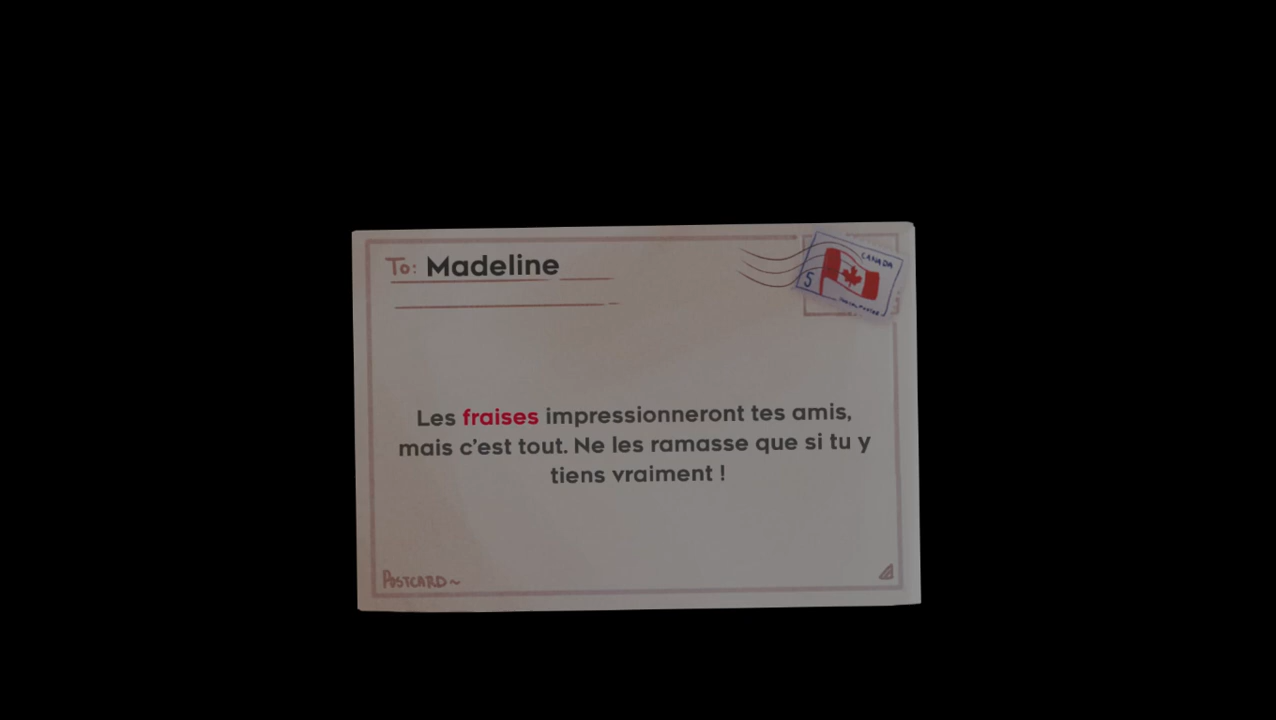 To: Madeline
CANADA
5
Les fraises impressionneront tes amis,
mais c'est tout. Ne les ramasse que si tu y
tiens vraiment !
POSTCARD~